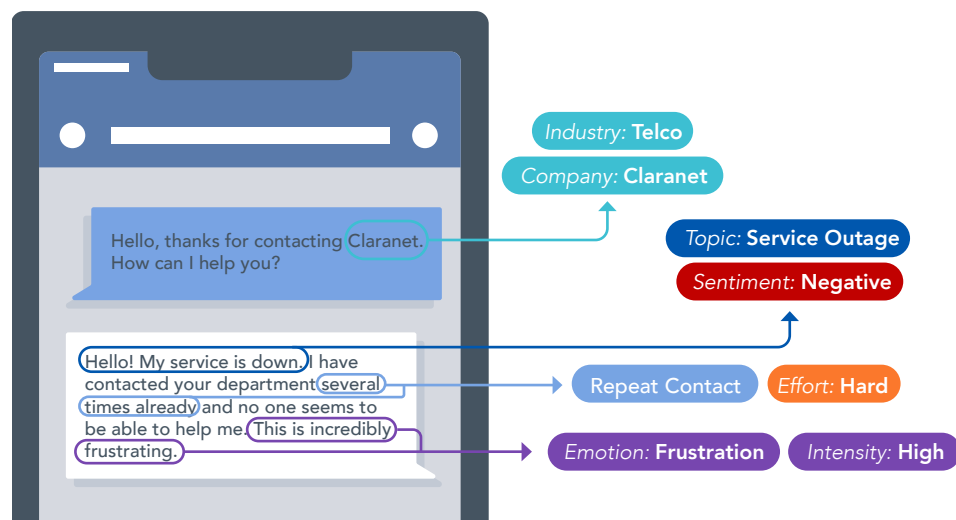 Industry: Telco
Company: Claranet
Hello, thanks for contacting Claranet.
How can I help you?
Topic: Service Outage
Sentiment: Negative
Hello! My service is down. I have
contacted your department several
times already and no one seems to
be able to help me. This is incredibly
frustrating.
Repeat Contact
Effort: Hard
Emotion: Frustration
Intensity: High